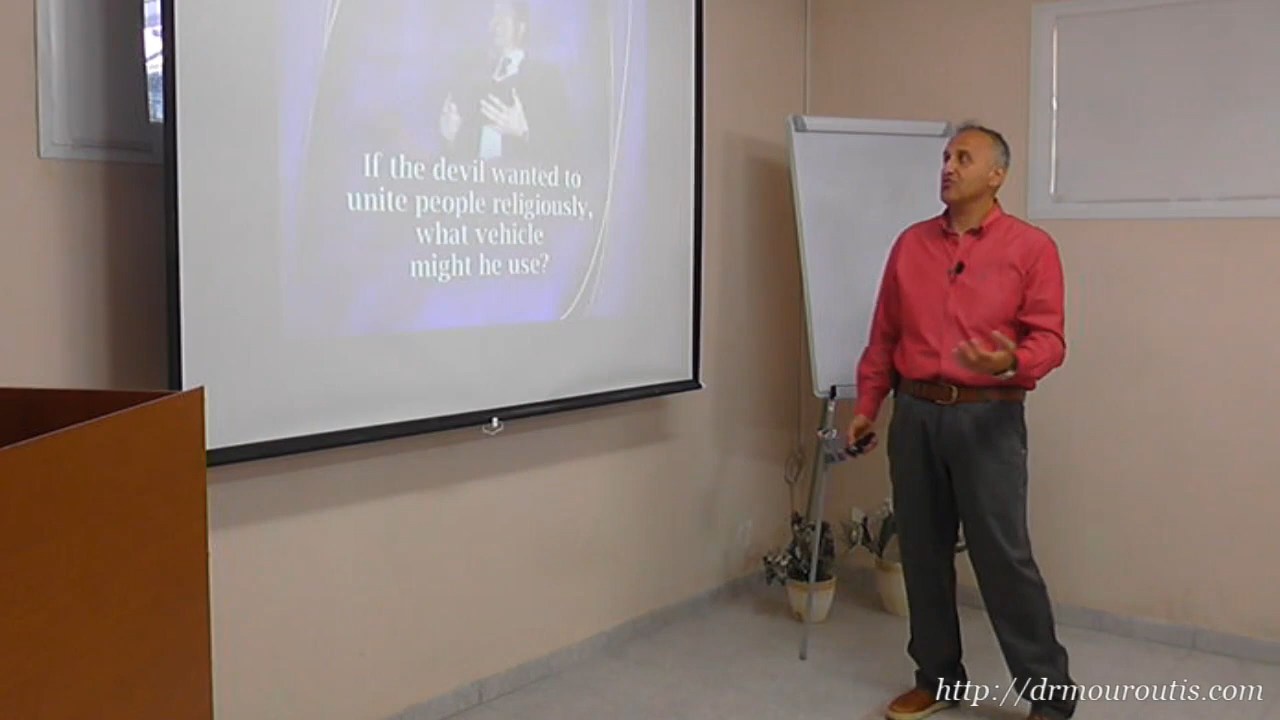 If the devil wanted to
unite people religiously,
what vehicle
might he use?
http://drmouroutis.com